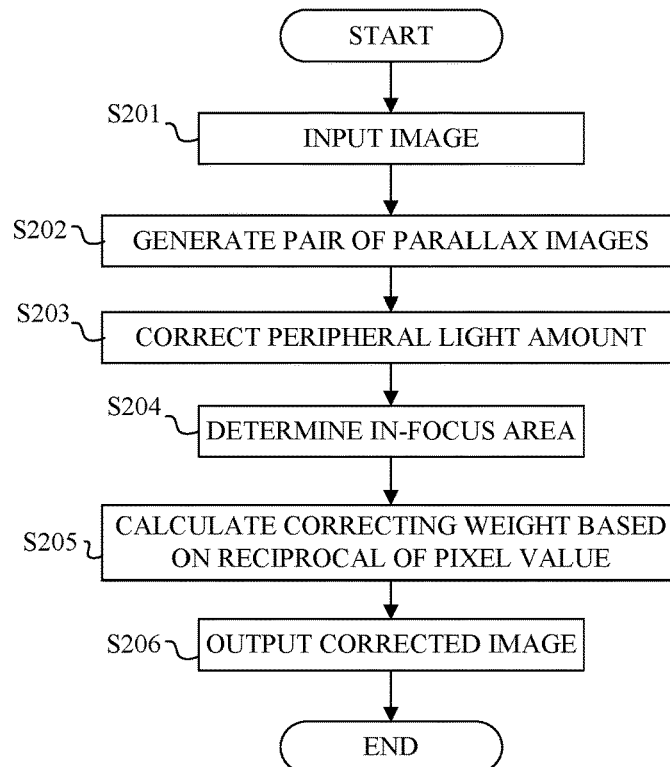 START
S201
INPUT IMAGE
S202
GENERATE PAIR OF PARALLAX IMAGES
S203
CORRECT PERIPHERAL LIGHT AMOUNT
S204
DETERMINE IN-FOCUS AREA
S205
CALCULATE CORRECTING WEIGHT BASED
ON RECIPROCAL OF PIXEL VALUE
S206
OUTPUT CORRECTED IMAGE
END